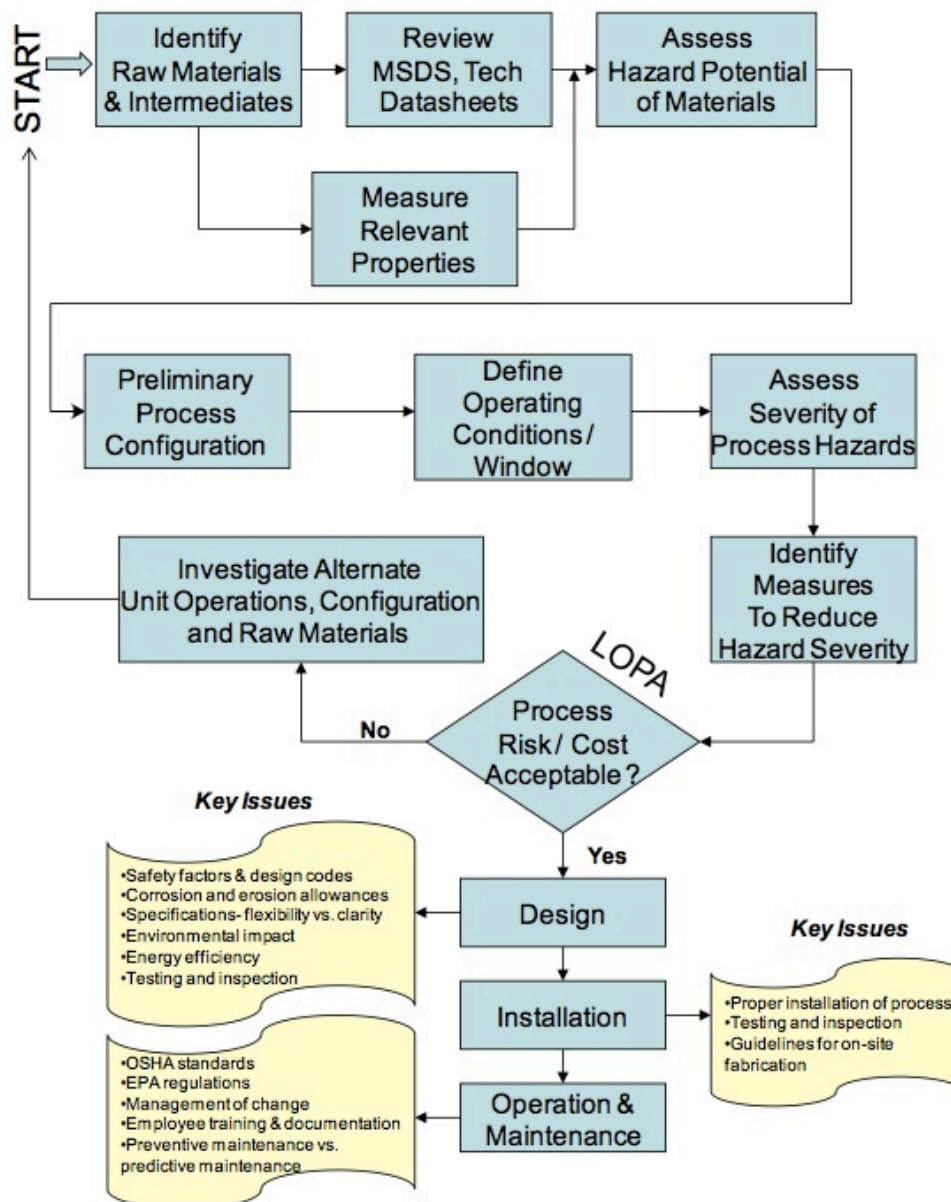 START
Identify
Raw Materials
& Intermediates
Review
MSDS, Tech
Datasheets
Assess
Hazard Potential
of Materials
Measure
Relevant
Properties
Preliminary
Process
Configuration
Define
Operating
Conditions /
Window
Assess
Severity of
Process Hazards
Identify
Measures
To Reduce
Hazard Severity
Investigate Alternate
Unit Operations, Configuration
and Raw Materials
LOPA
Process
Risk / Cost
Acceptable ?
No
Yes
Key Issues
•Safety factors & design codes
•Corrosion and erosion allowances
•Specifications- flexibility vs. clarity
•Environmental impact
•Energy efficiency
•Testing and inspection
Design
Key Issues
•Proper installation of process
•Testing and inspection
•Guidelines for on-site
fabrication
Installation
•OSHA standards
•EPA regulations
•Management of change
•Employee training & documentation
•Preventive maintenance vs.
predictive maintenance
Operation &
Maintenance